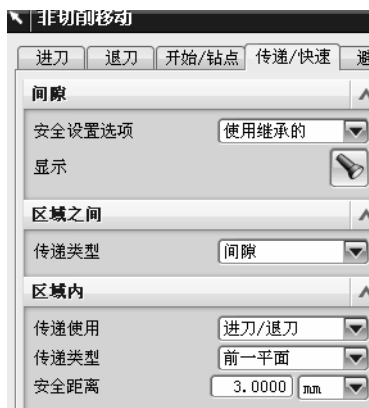 非切削移动
进刀 退刀 开始/钻点 传递/快速 避
间隙
安全设置选项 使用继承的
显示
区域之间
传递类型 间隙
区域内
传递使用 进刀/退刀
传递类型 前一平面
安全距离 3.0000 mm